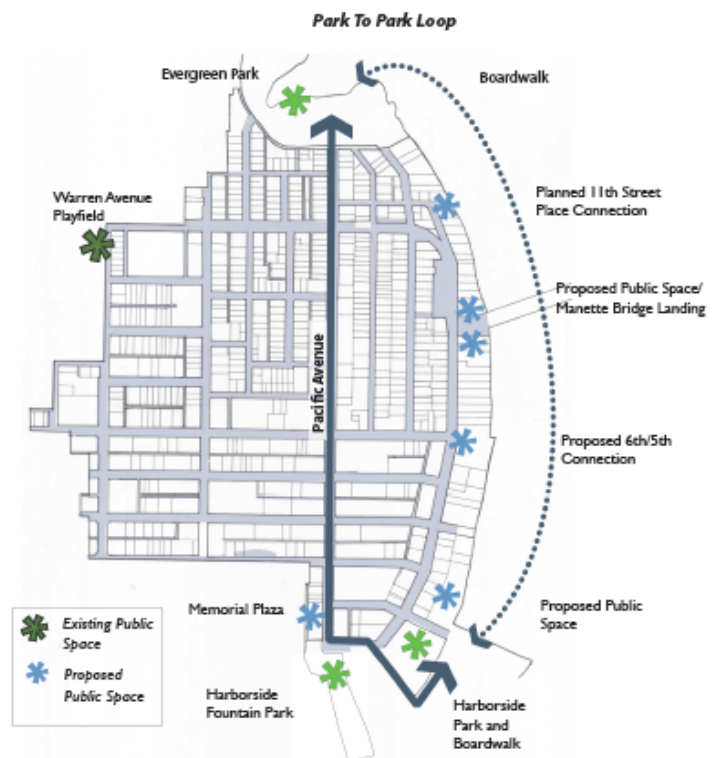 Park To Park Loop
Evergreen Park
Boardwalk
Warren Avenue
Playfield
Planned 11th Street
Place Connection
Proposed Public Space/
Manette Bridge Landing
Pacific Avenue
Proposed 6th/5th
Connection
Memorial Plaza
Proposed Public
Space
Existing Public
Space
Proposed
Public Space
Harborside
Fountain Park
Harborside
Park and
Boardwalk